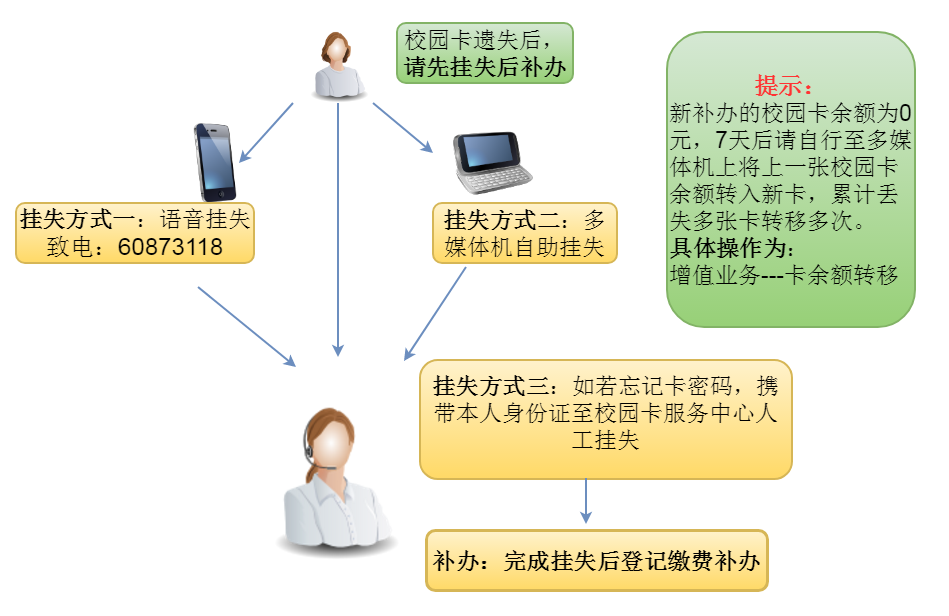 校园卡遗失后，
请先挂失后补办
提示：
新补办的校园卡余额为0
元，7天后请自行至多媒
体机上将上一张校园卡
余额转入新卡，累计丢
失多张卡转移多次。
具体操作为：
增值业务---卡余额转移
挂失方式一：语音挂失
致电：60873118
挂失方式二：多
媒体机自助挂失
挂失方式三：如若忘记卡密码，携
带本人身份证至校园卡服务中心人
工挂失
补办：完成挂失后登记缴费补办